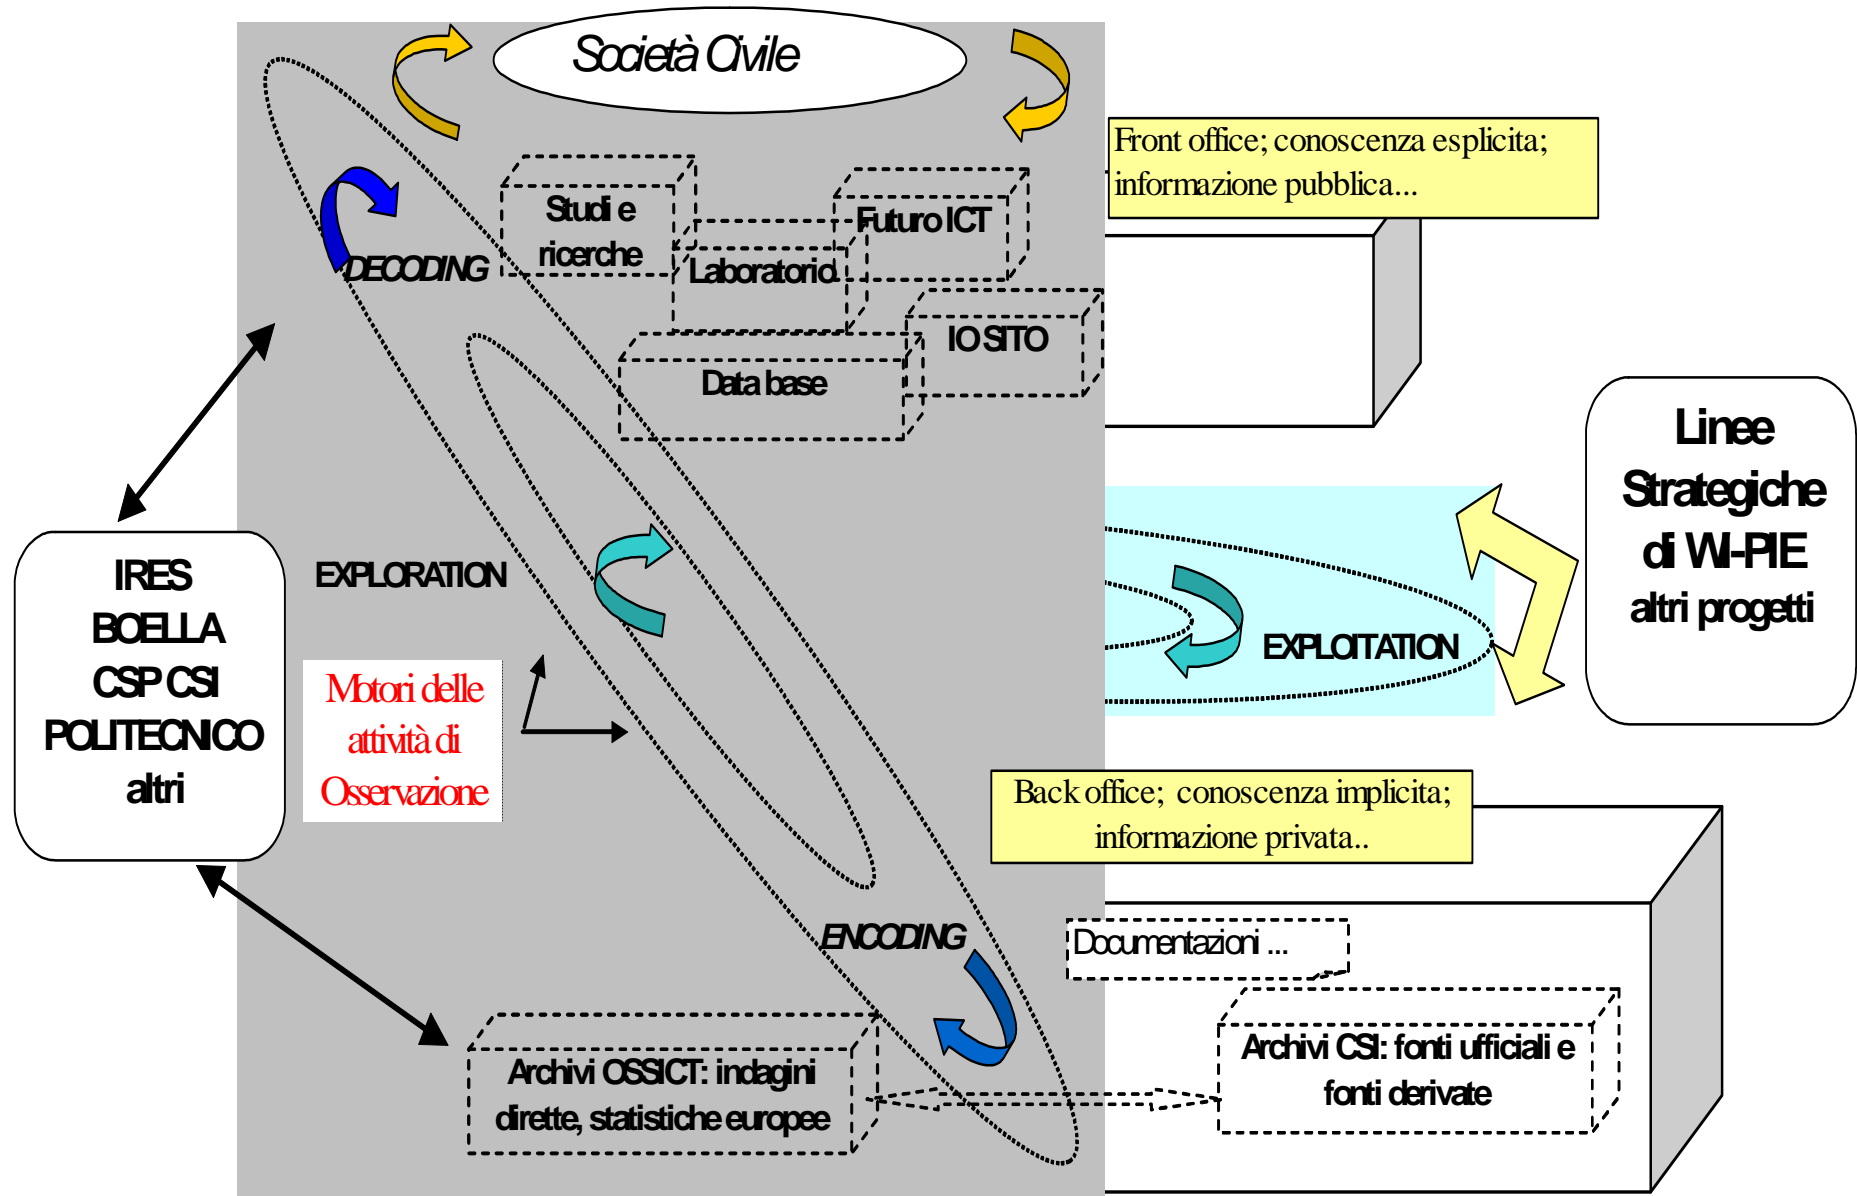 Società Civile
Front office; conoscenza esplicita;
informazione pubblica...
Studi e
ricerche
Futuro ICT
Laboratorio
DECODING
IO SITO
Data base
Linee
Strategiche
di WI-PIE
altri progetti
IRES
BOELLA
CSP CSI
POLITECNICO
altri
EXPLORATION
EXPLOITATION
Motori delle
attività di
Osservazione
Back office; conoscenza implicita;
informazione privata..
ENCODING
Documentazioni ...
Archivi OSSICT: indagini
dirette, statistiche europee
Archivi CSI: fonti ufficiali e
fonti derivate